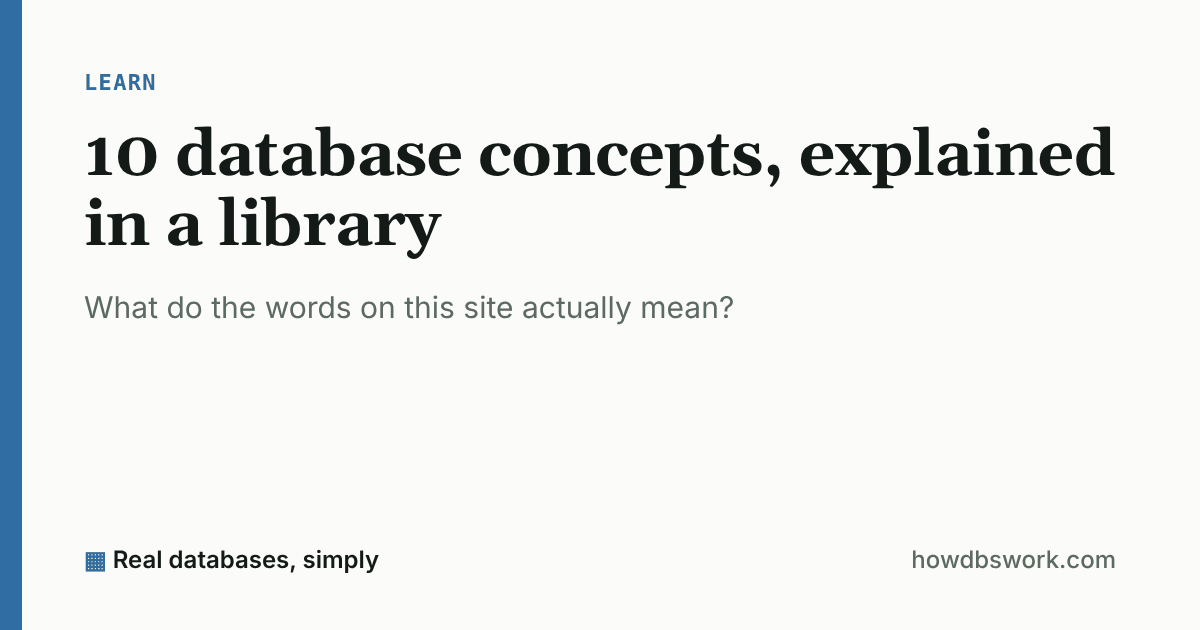 LEARN
10 database concepts, explained
in a library
What do the words on this site actually mean?
Real databases, simply
howdbswork.com